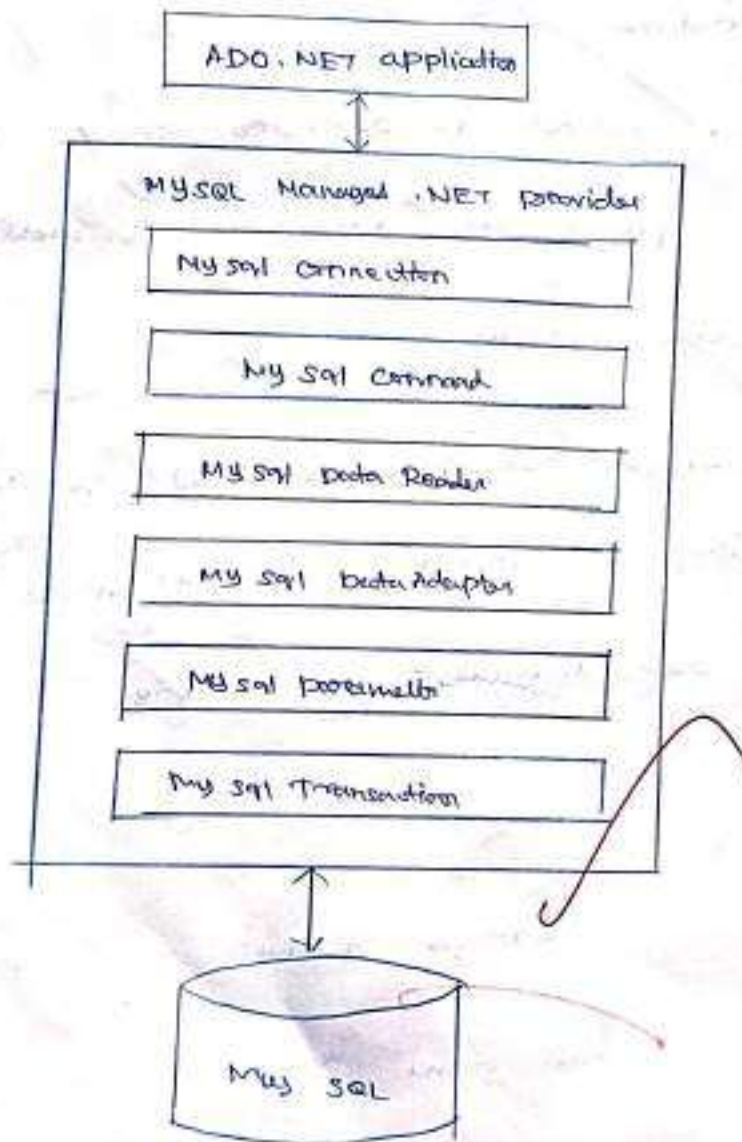 ADO.NET application
MySQL Managed .NET provider
My sql connection
My sql command
My sql Data Reader
My sql Data Adapter
My sql parameter
My sql Transaction
My SQL